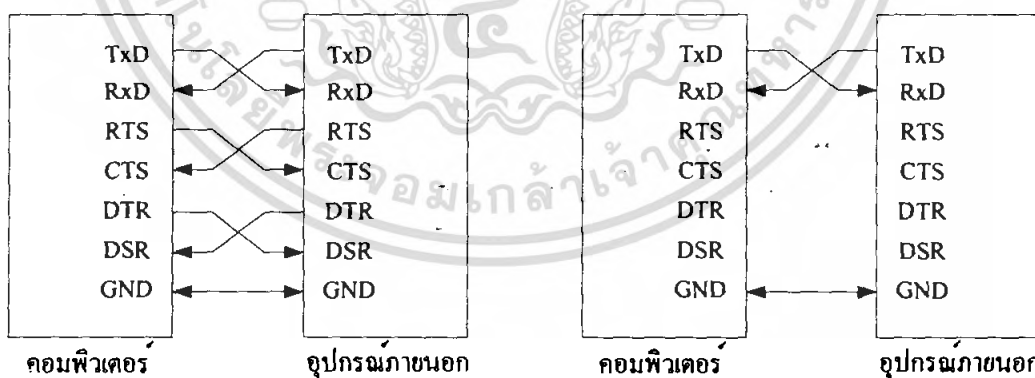 TxD TxD TxD TxD
RxD RxD RxD RxD
RTS RTS RTS RTS
CTS CTS CTS CTS
DTR DTR DTR DTR
DSR DSR DSR DSR
GND GND GND GND
คอมพิวเตอร์ อุปกรณ์ภายนอก คอมพิวเตอร์ อุปกรณ์ภายนอก